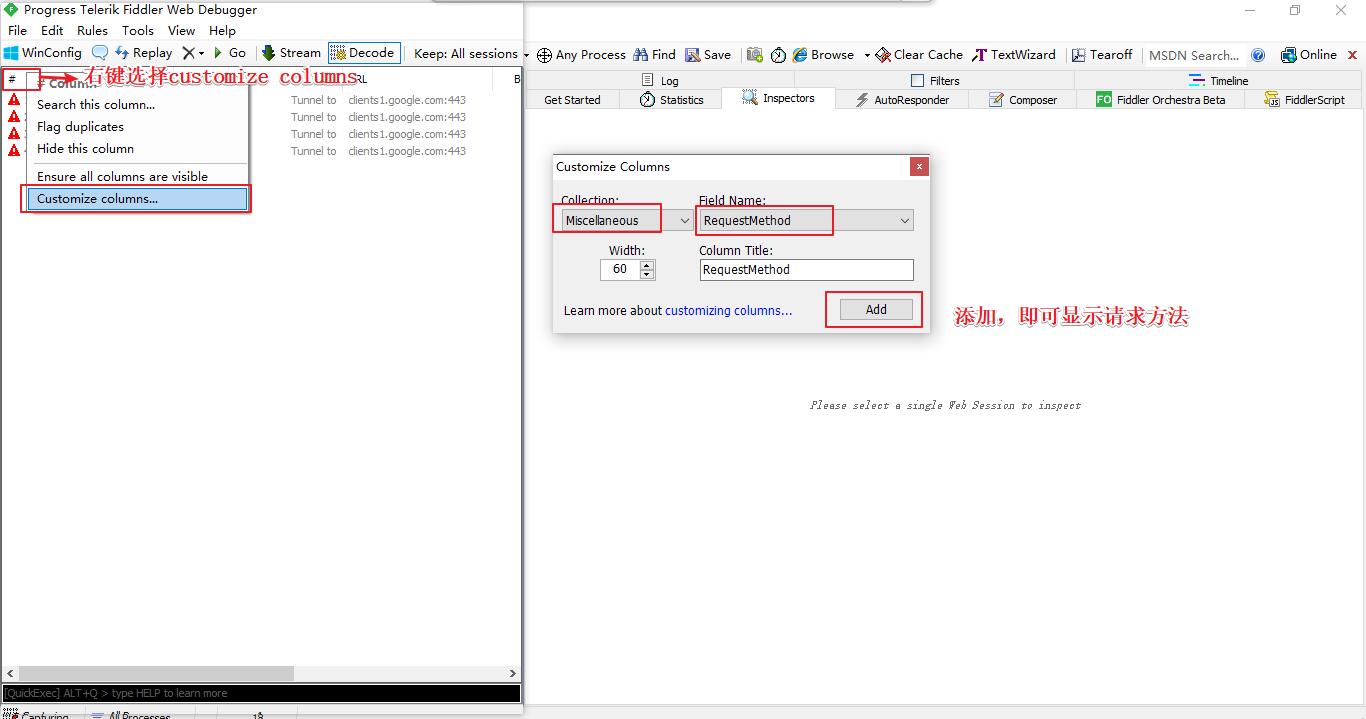 Progress Telerik Fiddler Web Debugger
File Edit Rules Tools View Help
WinConfig Replay Go Stream Decode Keep: All sessions Any Process Find Save Browse Clear Cache TextWizard Tearoff MSDN Search... Online
# 右键选择customize columns
Search this column...
Flag duplicates
Hide this column
Ensure all columns are visible
Customize columns...
Tunnel to clients1.google.com:443
Tunnel to clients1.google.com:443
Tunnel to clients1.google.com:443
Tunnel to clients1.google.com:443
Log Filters Timeline
Get Started Statistics Inspectors AutoResponder Composer FO Fiddler Orchestra Beta FiddlerScript
Customize Columns
Collection: Field Name:
Miscellaneous RequestMethod
Width: Column Title:
60 RequestMethod
Learn more about customizing columns... Add
添加，即可显示请求方法
Please select a single Web Session to inspect
[QuickExec] ALT+Q > type HELP to learn more
Capturing All Processes